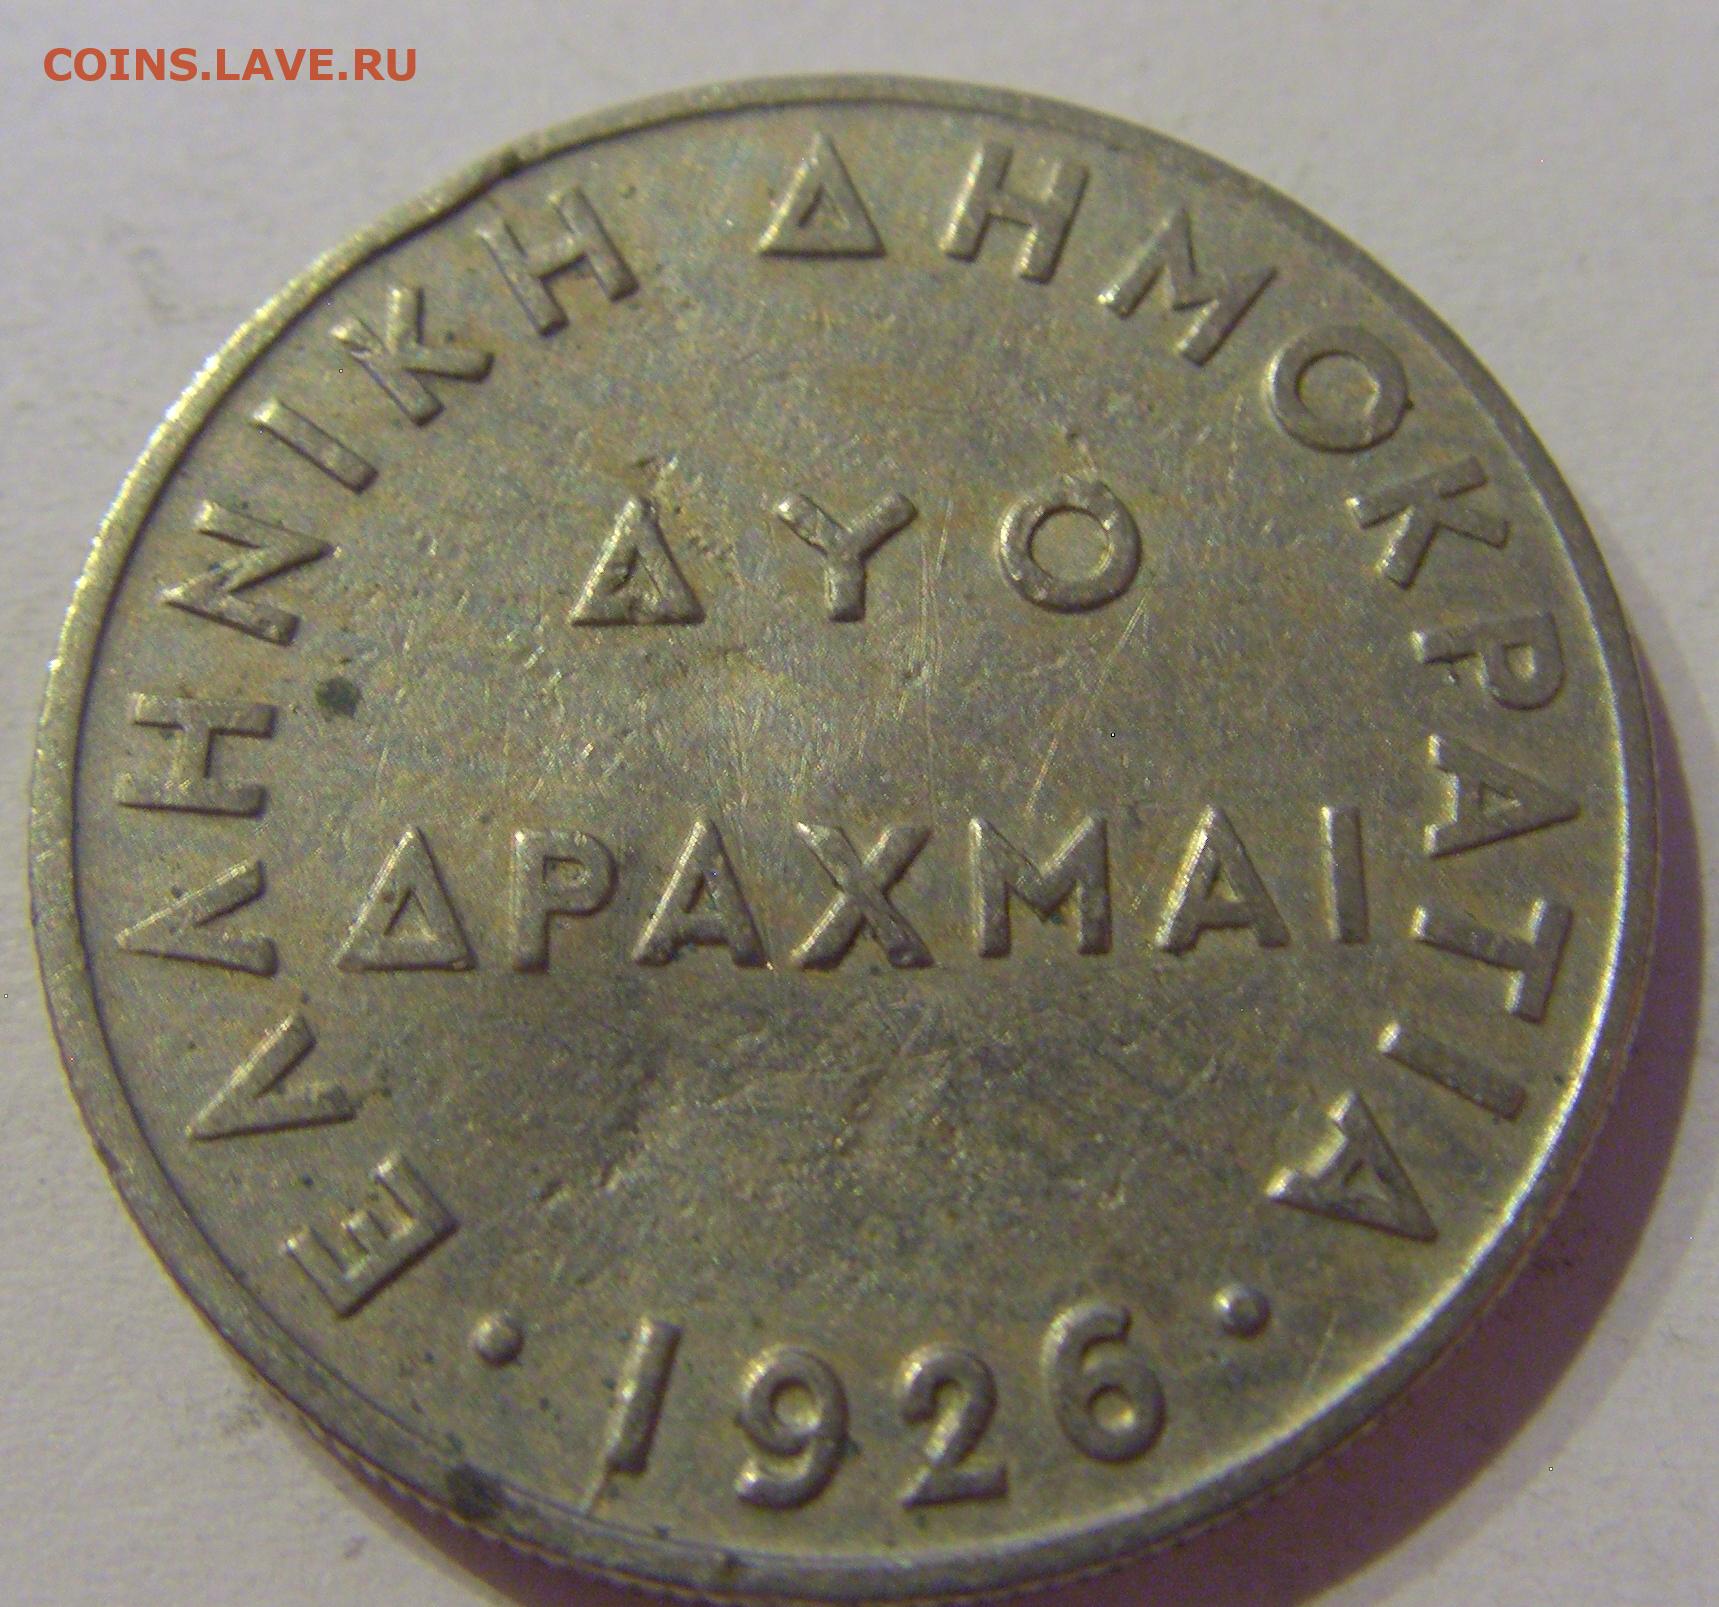 COINS.LAVE.RU
ΕΛΛΗΝΙΚΗ ΔΗΜΟΚΡΑΤΙΑ
ΔΥΟ
ΔΡΑΧΜΑΙ
· 1926 ·